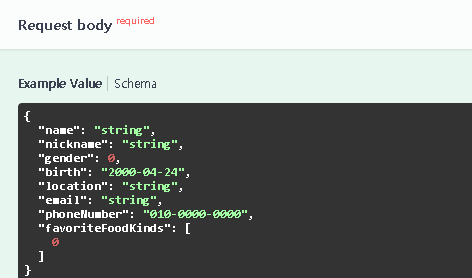 Request body required
Example Value | Schema
{
  "name": "string",
  "nickname": "string",
  "gender": 0,
  "birth": "2000-04-24",
  "location": "string",
  "email": "string",
  "phoneNumber": "010-0000-0000",
  "favoriteFoodKinds": [
    0
  ]
}